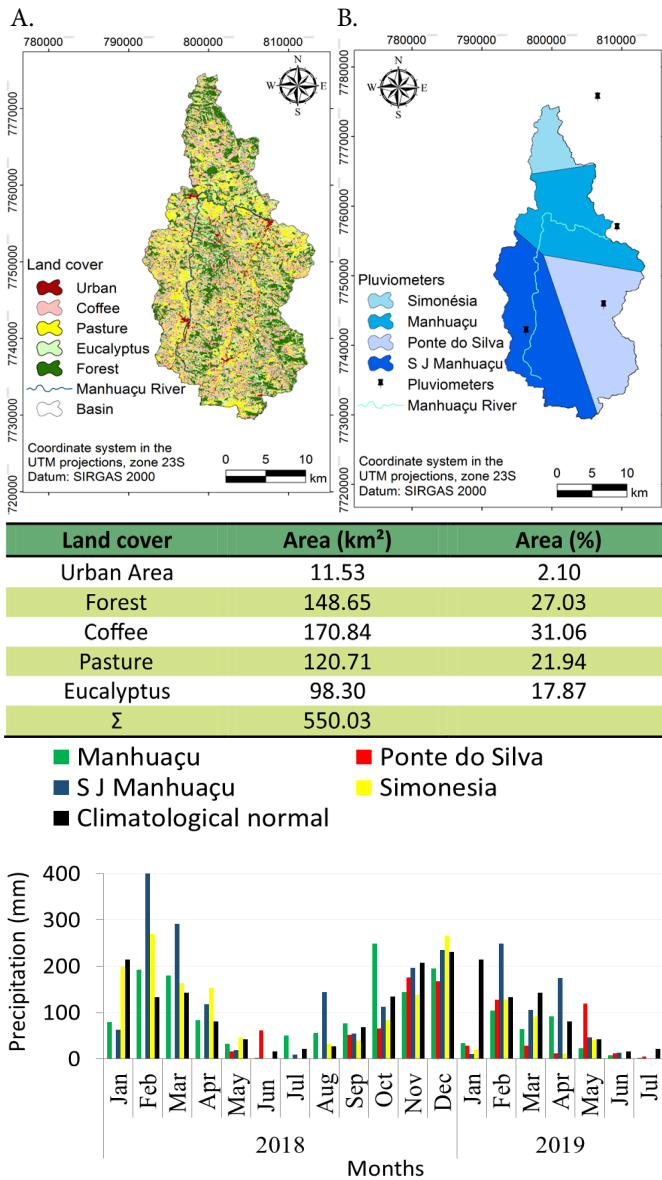 A.
780000 790000 800000 810000
7770000
7760000
7750000
7740000
7730000
7720000
N
W E
S
Land cover
Urban
Coffee
Pasture
Eucalyptus
Forest
Manhuaçu River
Basin
Coordinate system in the
UTM projections, zone 23S
Datum: SIRGAS 2000
0 5 10
km
B.
780000 790000 800000 810000
7780000
7770000
7760000
7750000
7740000
7730000
7720000
N
W E
S
Pluviometers
Simonésia
Manhuaçu
Ponte do Silva
S J Manhuaçu
Pluviometers
Manhuaçu River
Coordinate system in the
UTM projections, zone 23S
Datum: SIRGAS 2000
0 5 10
km
Land cover Area (km²) Area (%)
Urban Area 11.53 2.10
Forest 148.65 27.03
Coffee 170.84 31.06
Pasture 120.71 21.94
Eucalyptus 98.30 17.87
Σ 550.03
Manhuaçu Ponte do Silva
S J Manhuaçu Simonesia
Climatological normal
Precipitation (mm)
400
300
200
100
0
Jan Feb Mar Apr May Jun Jul Aug Sep Oct Nov Dec Jan Feb Mar Apr May Jun Jul
2018 2019
Months